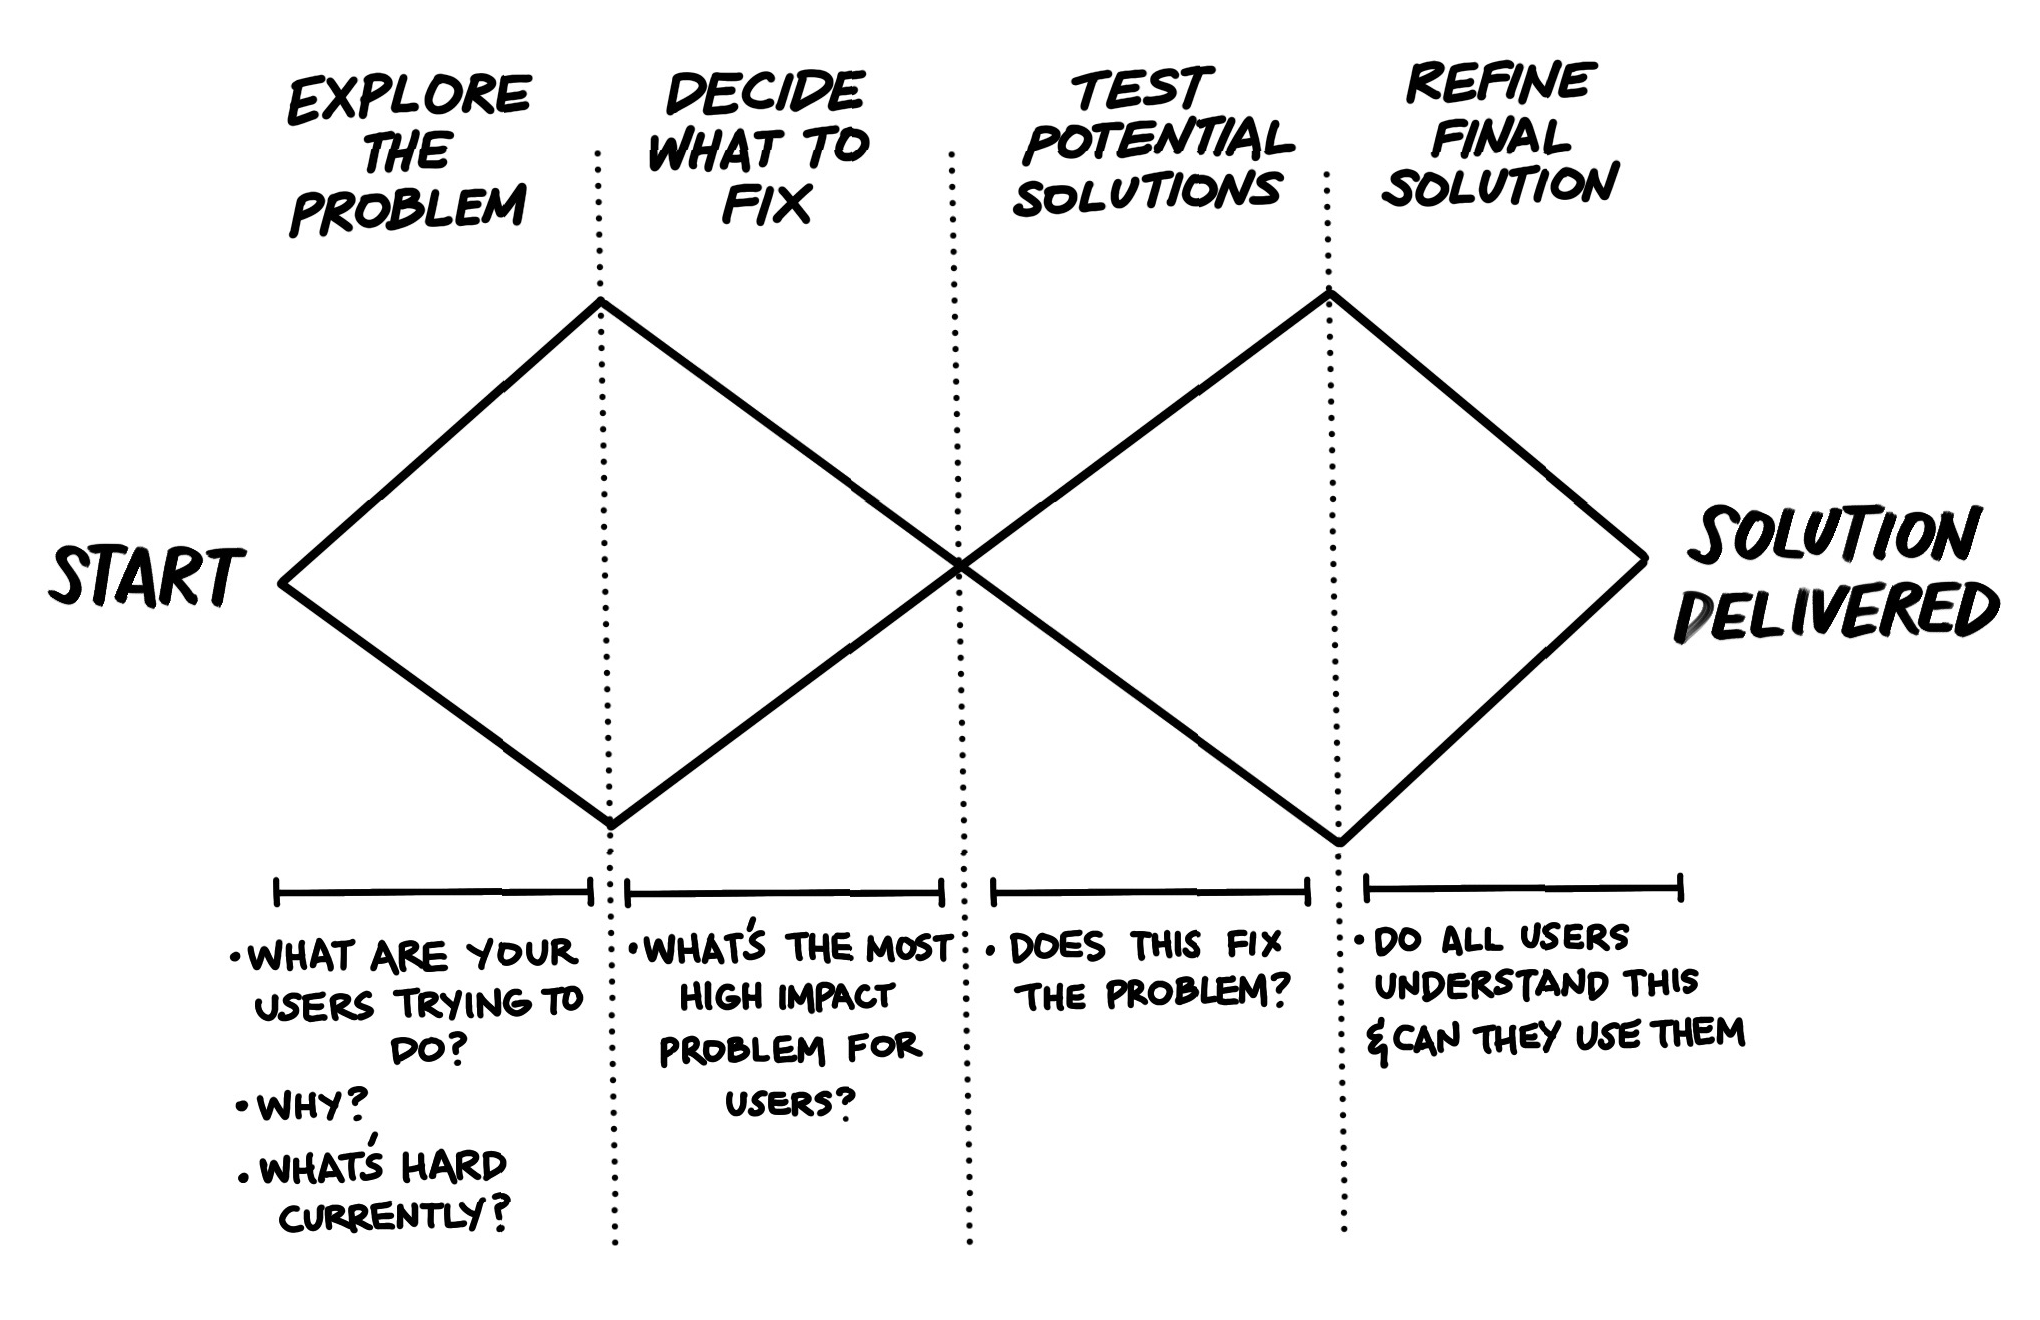 EXPLORE
THE
PROBLEM
DECIDE
WHAT TO
FIX
TEST
POTENTIAL
SOLUTIONS
REFINE
FINAL
SOLUTION
START
SOLUTION
DELIVERED
• WHAT ARE YOUR
USERS TRYING TO
DO?
• WHY?
• WHAT'S HARD
CURRENTLY?
• WHAT'S THE MOST
HIGH IMPACT
PROBLEM FOR
USERS?
• DOES THIS FIX
THE PROBLEM?
• DO ALL USERS
UNDERSTAND THIS
& CAN THEY USE THEM